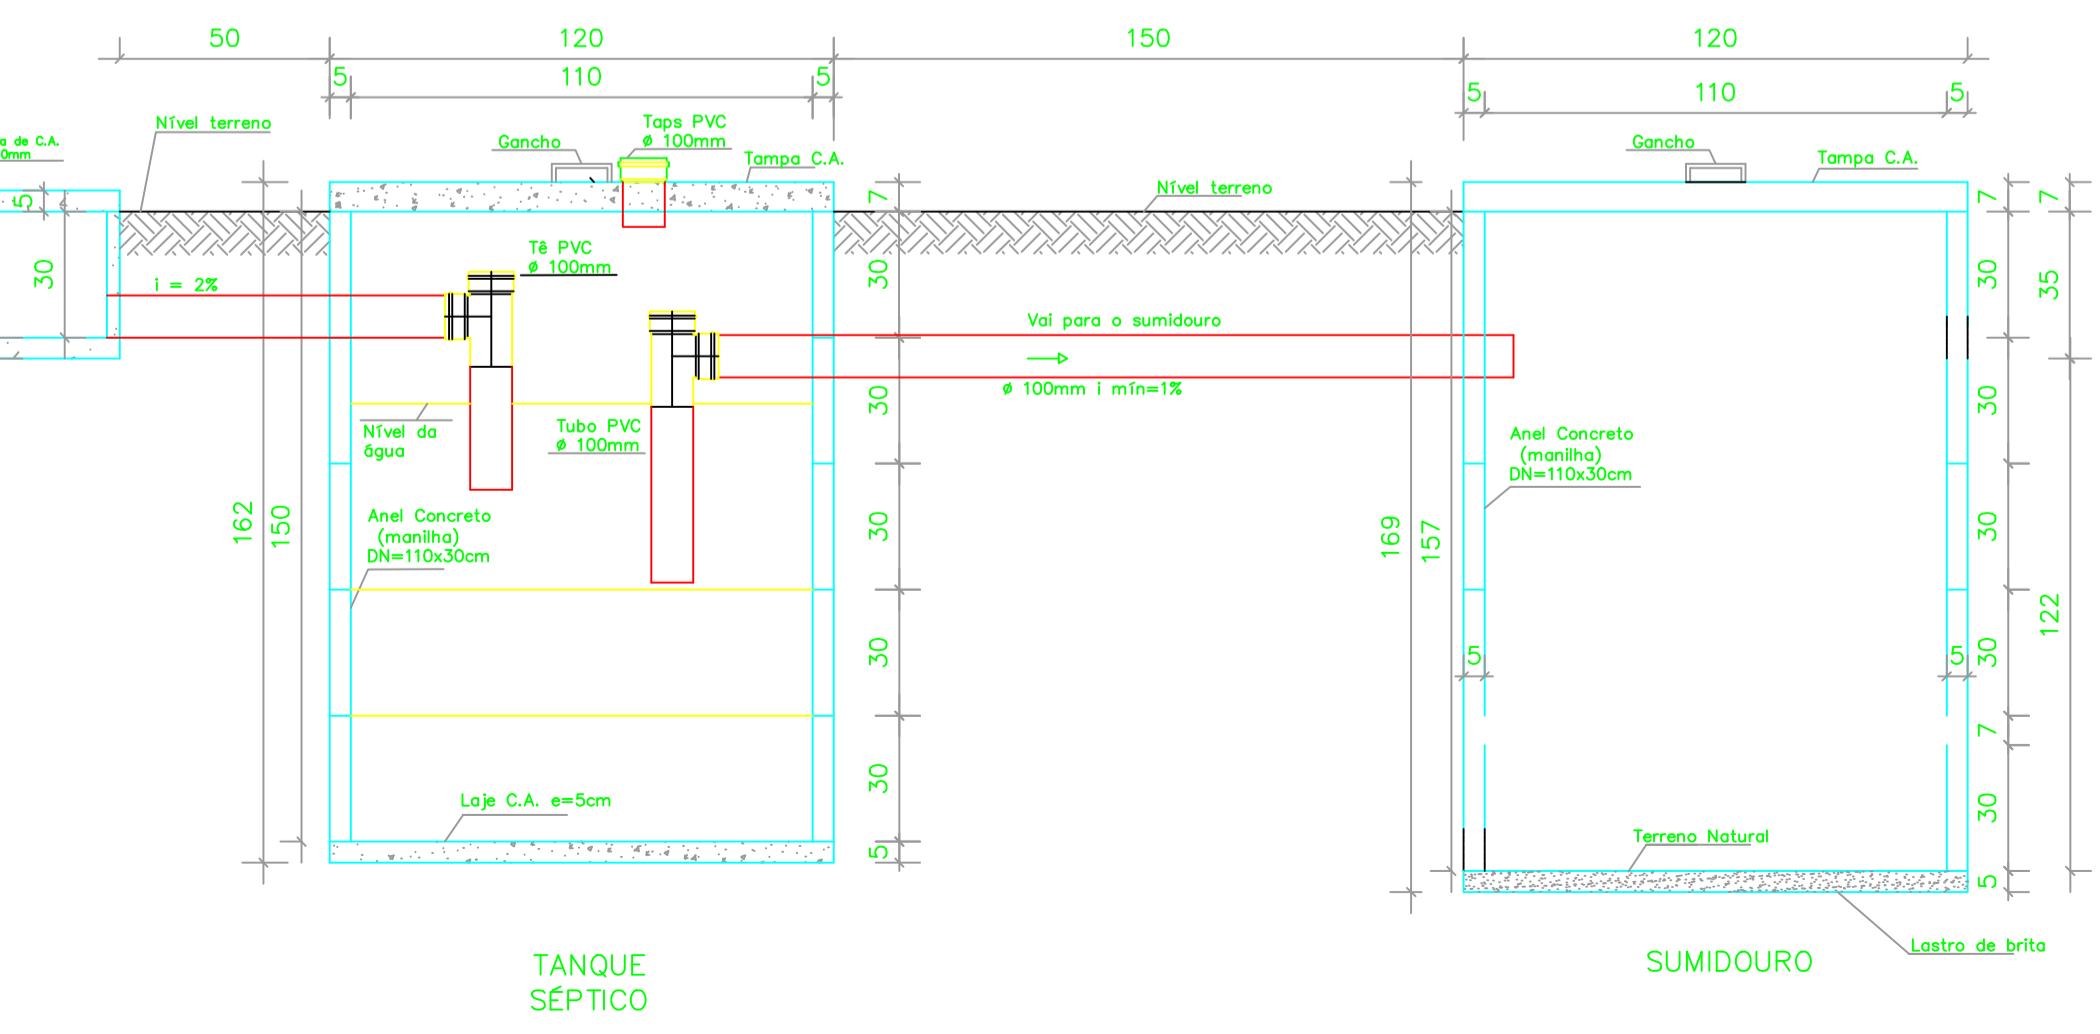 50
120
150
120
5
110
5
5
110
5
Nível terreno
a de C.A.
0mm
Gancho
Taps PVC
ø 100mm
Tampa C.A.
Nível terreno
Gancho
Tampa C.A.
5
30
i = 2%
Tê PVC
ø 100mm
Vai para o sumidouro
ø 100mm i mín=1%
Nível da
água
Tubo PVC
ø 100mm
Anel Concreto
(manilha)
DN=110x30cm
162
150
7
30
30
30
30
30
5
Laje C.A. e=5cm
Anel Concreto
(manilha)
DN=110x30cm
169
157
5
5
7
30
30
30
30
7
30
5
7
35
122
Terreno Natural
Lastro de brita
TANQUE
SÉPTICO
SUMIDOURO